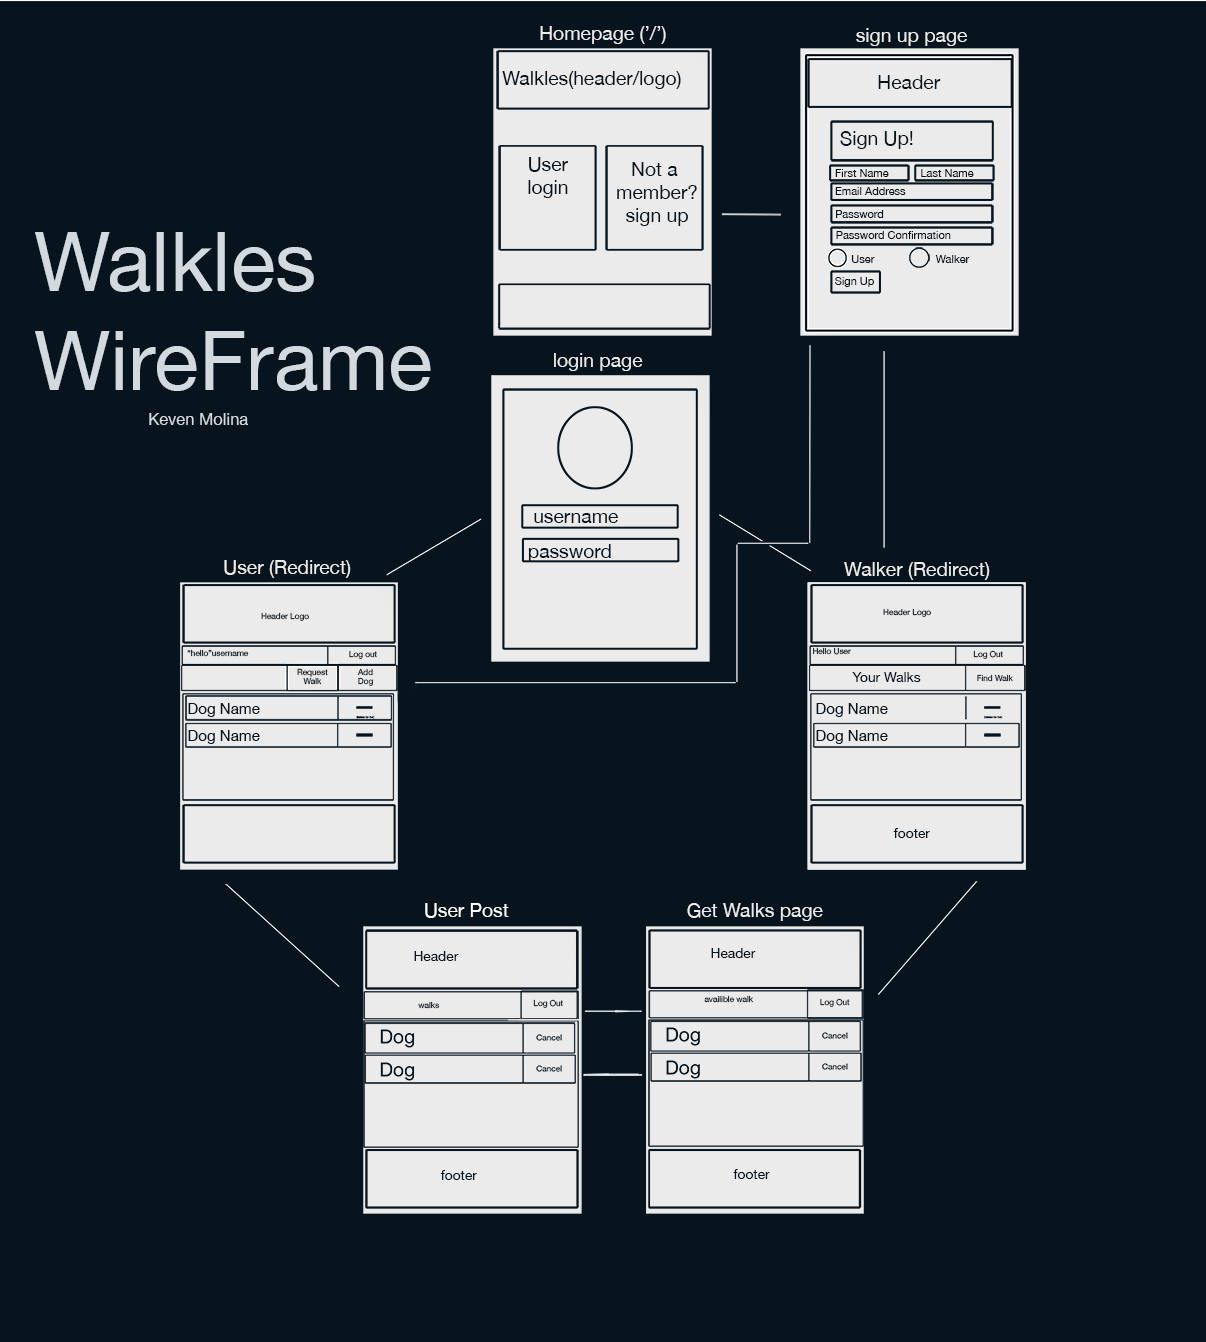 Homepage ('/')
Walkles(header/logo)
User
login
Not a
member?
sign up
sign up page
Header
Sign Up!
First Name
Last Name
Email Address
Password
Password Confirmation
User
Walker
Sign Up
Walkles
WireFrame
Keven Molina
login page
username
password
User (Redirect)
Header Logo
"hello"username
Log out
Request
Walk
Add
Dog
Dog Name
Dog Name
Walker (Redirect)
Header Logo
Hello User
Log Out
Your Walks
Find Walk
Dog Name
Dog Name
footer
User Post
Header
walks
Log Out
Dog
Cancel
Dog
Cancel
footer
Get Walks page
Header
availible walk
Log Out
Dog
Cancel
Dog
Cancel
footer